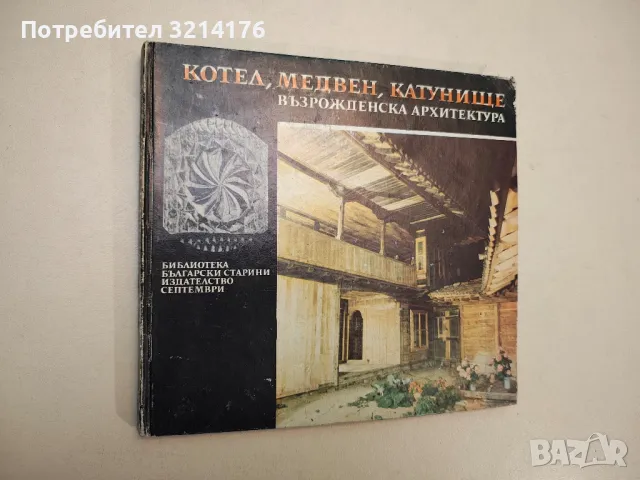 Потребител 3214176
КОТЕЛ, МЕДВЕН, КАТУНИЩЕ
ВЪЗРОЖДЕНСКА АРХИТЕКТУРА
БИБЛИОТЕКА
БЪЛГАРСКИ СТАРИНИ
ИЗДАТЕЛСТВО
СЕПТЕМВРИ
BAZAR